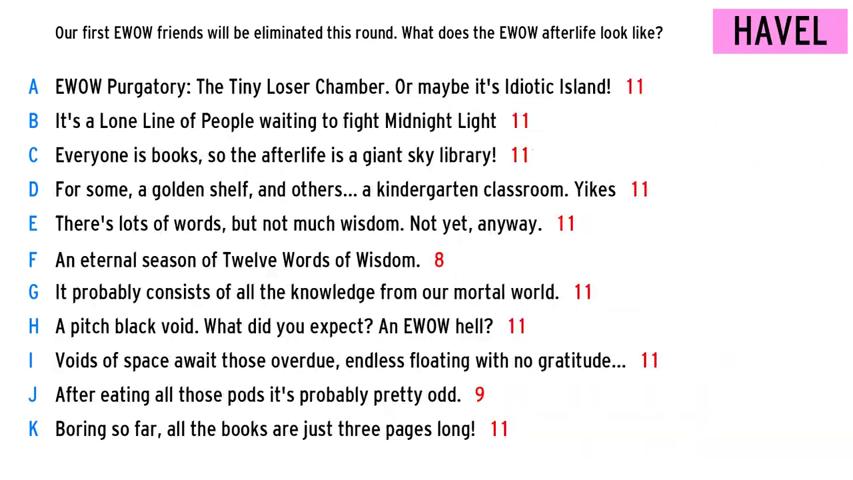 Our first EWOW friends will be eliminated this round. What does the EWOW afterlife look like?
HAVEL
A EWOW Purgatory: The Tiny Loser Chamber. Or maybe it's Idiotic Island! 11
B It's a Lone Line of People waiting to fight Midnight Light 11
C Everyone is books, so the afterlife is a giant sky library! 11
D For some, a golden shelf, and others... a kindergarten classroom. Yikes 11
E There's lots of words, but not much wisdom. Not yet, anyway. 11
F An eternal season of Twelve Words of Wisdom. 8
G It probably consists of all the knowledge from our mortal world. 11
H A pitch black void. What did you expect? An EWOW hell? 11
I Voids of space await those overdue, endless floating with no gratitude... 11
J After eating all those pods it's probably pretty odd. 9
K Boring so far, all the books are just three pages long! 11